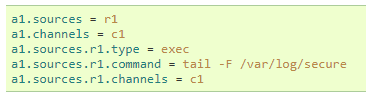 a1.sources = r1
a1.channels = c1
a1.sources.r1.type = exec
a1.sources.r1.command = tail -F /var/log/secure
a1.sources.r1.channels = c1